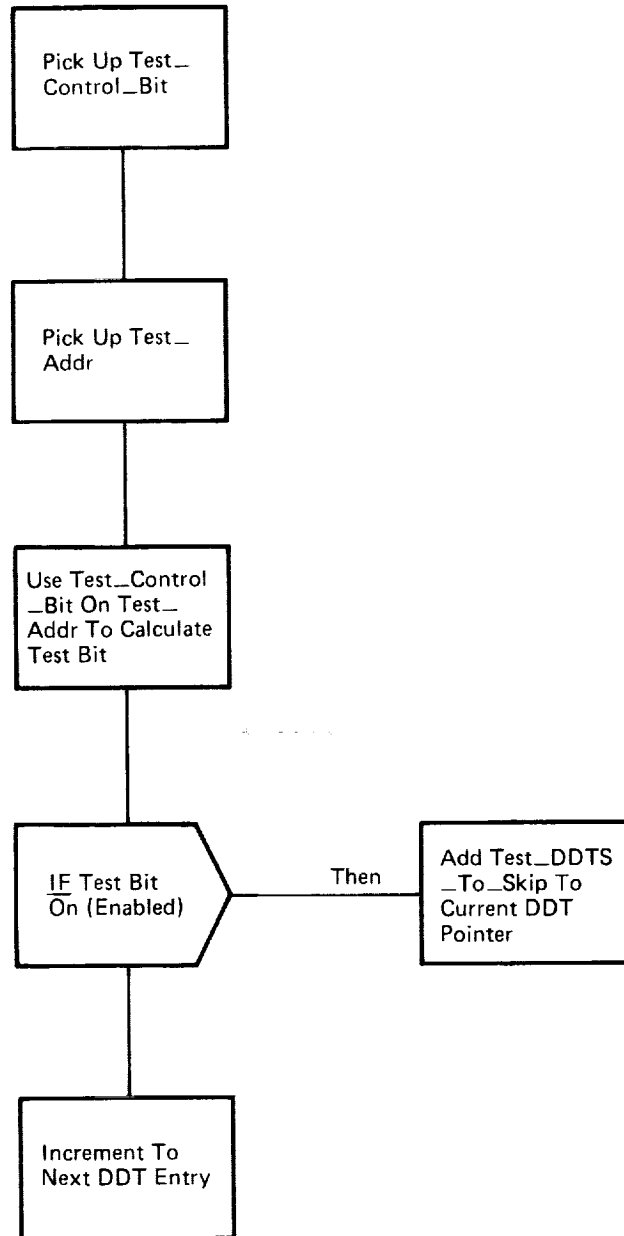 Pick Up Test_
Control_Bit
Pick Up Test_
Addr
Use Test_Control
_Bit On Test_
Addr To Calculate
Test Bit
IF Test Bit
On (Enabled)
Then
Add Test_DDTS
_To_Skip To
Current DDT
Pointer
Increment To
Next DDT Entry